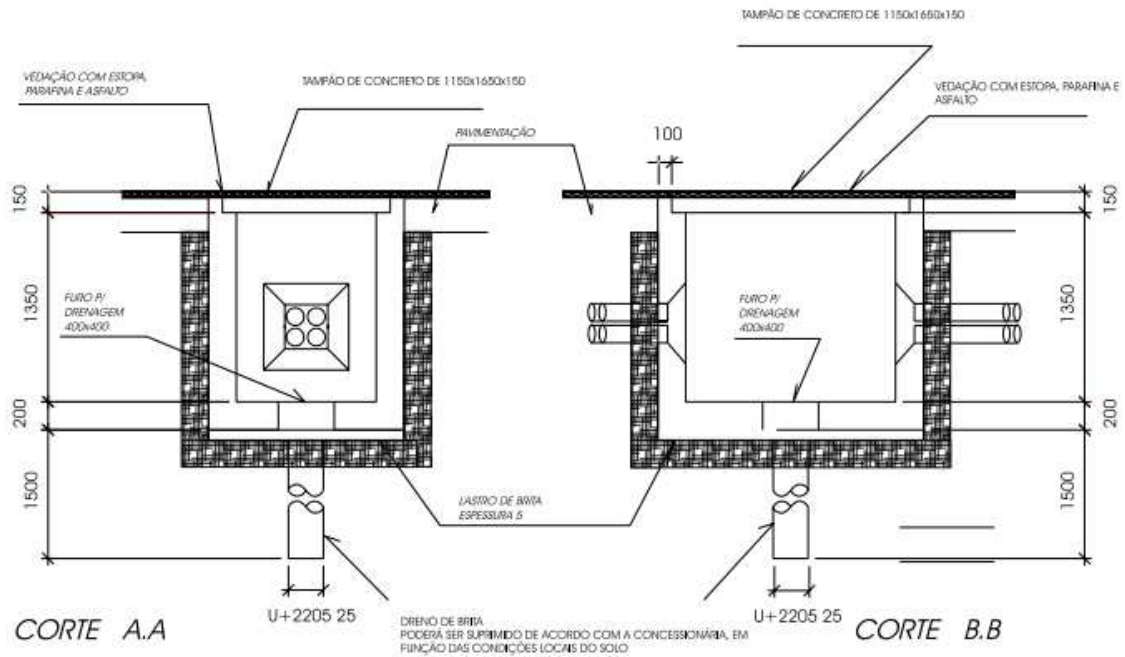 TAMPÃO DE CONCRETO DE 1150x1650x150
VEDAÇÃO COM ESTOPA,
PARAFINA E ASFALTO
TAMPÃO DE CONCRETO DE 1150x1650x150
VEDAÇÃO COM ESTOPA, PARAFINA E
ASFALTO
PAVIMENTAÇÃO
100
150
150
FURO P/
DRENAGEM
400x400
1350
FURO P/
DRENAGEM
400x400
1350
200
200
LASTRO DE BRITA
ESPESSURA 5
1500
1500
U+2205 25
U+2205 25
DRENO DE BRITA
PODERÁ SER SUPRIMIDO DE ACORDO COM A CONCESSIONÁRIA, EM
FUNÇÃO DAS CONDIÇÕES LOCAIS DO SOLO
CORTE A.A
CORTE B.B